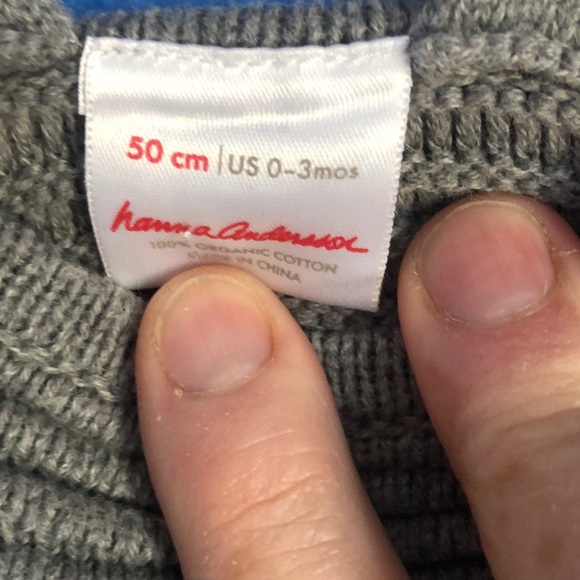 50 cm | US 0-3mos
hanna Andersson
100% ORGANIC COTTON
MADE IN CHINA